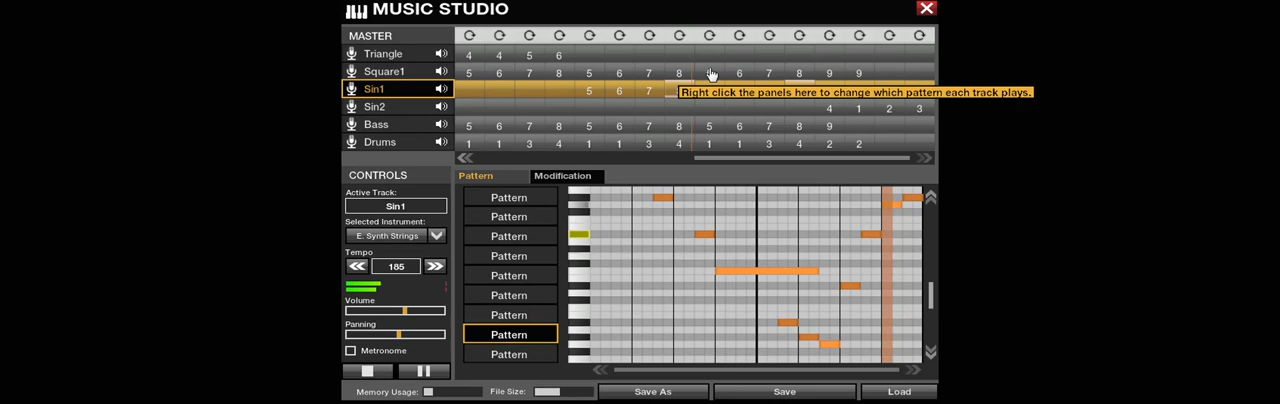 MUSIC STUDIO
MASTER
Triangle 4 4 5 6
Square1 5 6 7 8 5 6 7 8 6 7 8 9 9
Sin1 5 6 7
Right click the panels here to change which pattern each track plays.
Sin2 4 1 2 3
Bass 5 6 7 8 5 6 7 8 5 6 7 8 9
Drums 1 1 3 4 1 1 3 4 1 1 3 4 2 2
CONTROLS
Active Track:
Sin1
Selected Instrument:
E. Synth Strings
Tempo
185
Volume
Panning
Metronome
Pattern Modification
Pattern
Pattern
Pattern
Pattern
Pattern
Pattern
Pattern
Pattern
Pattern
Memory Usage: File Size: Save As Save Load